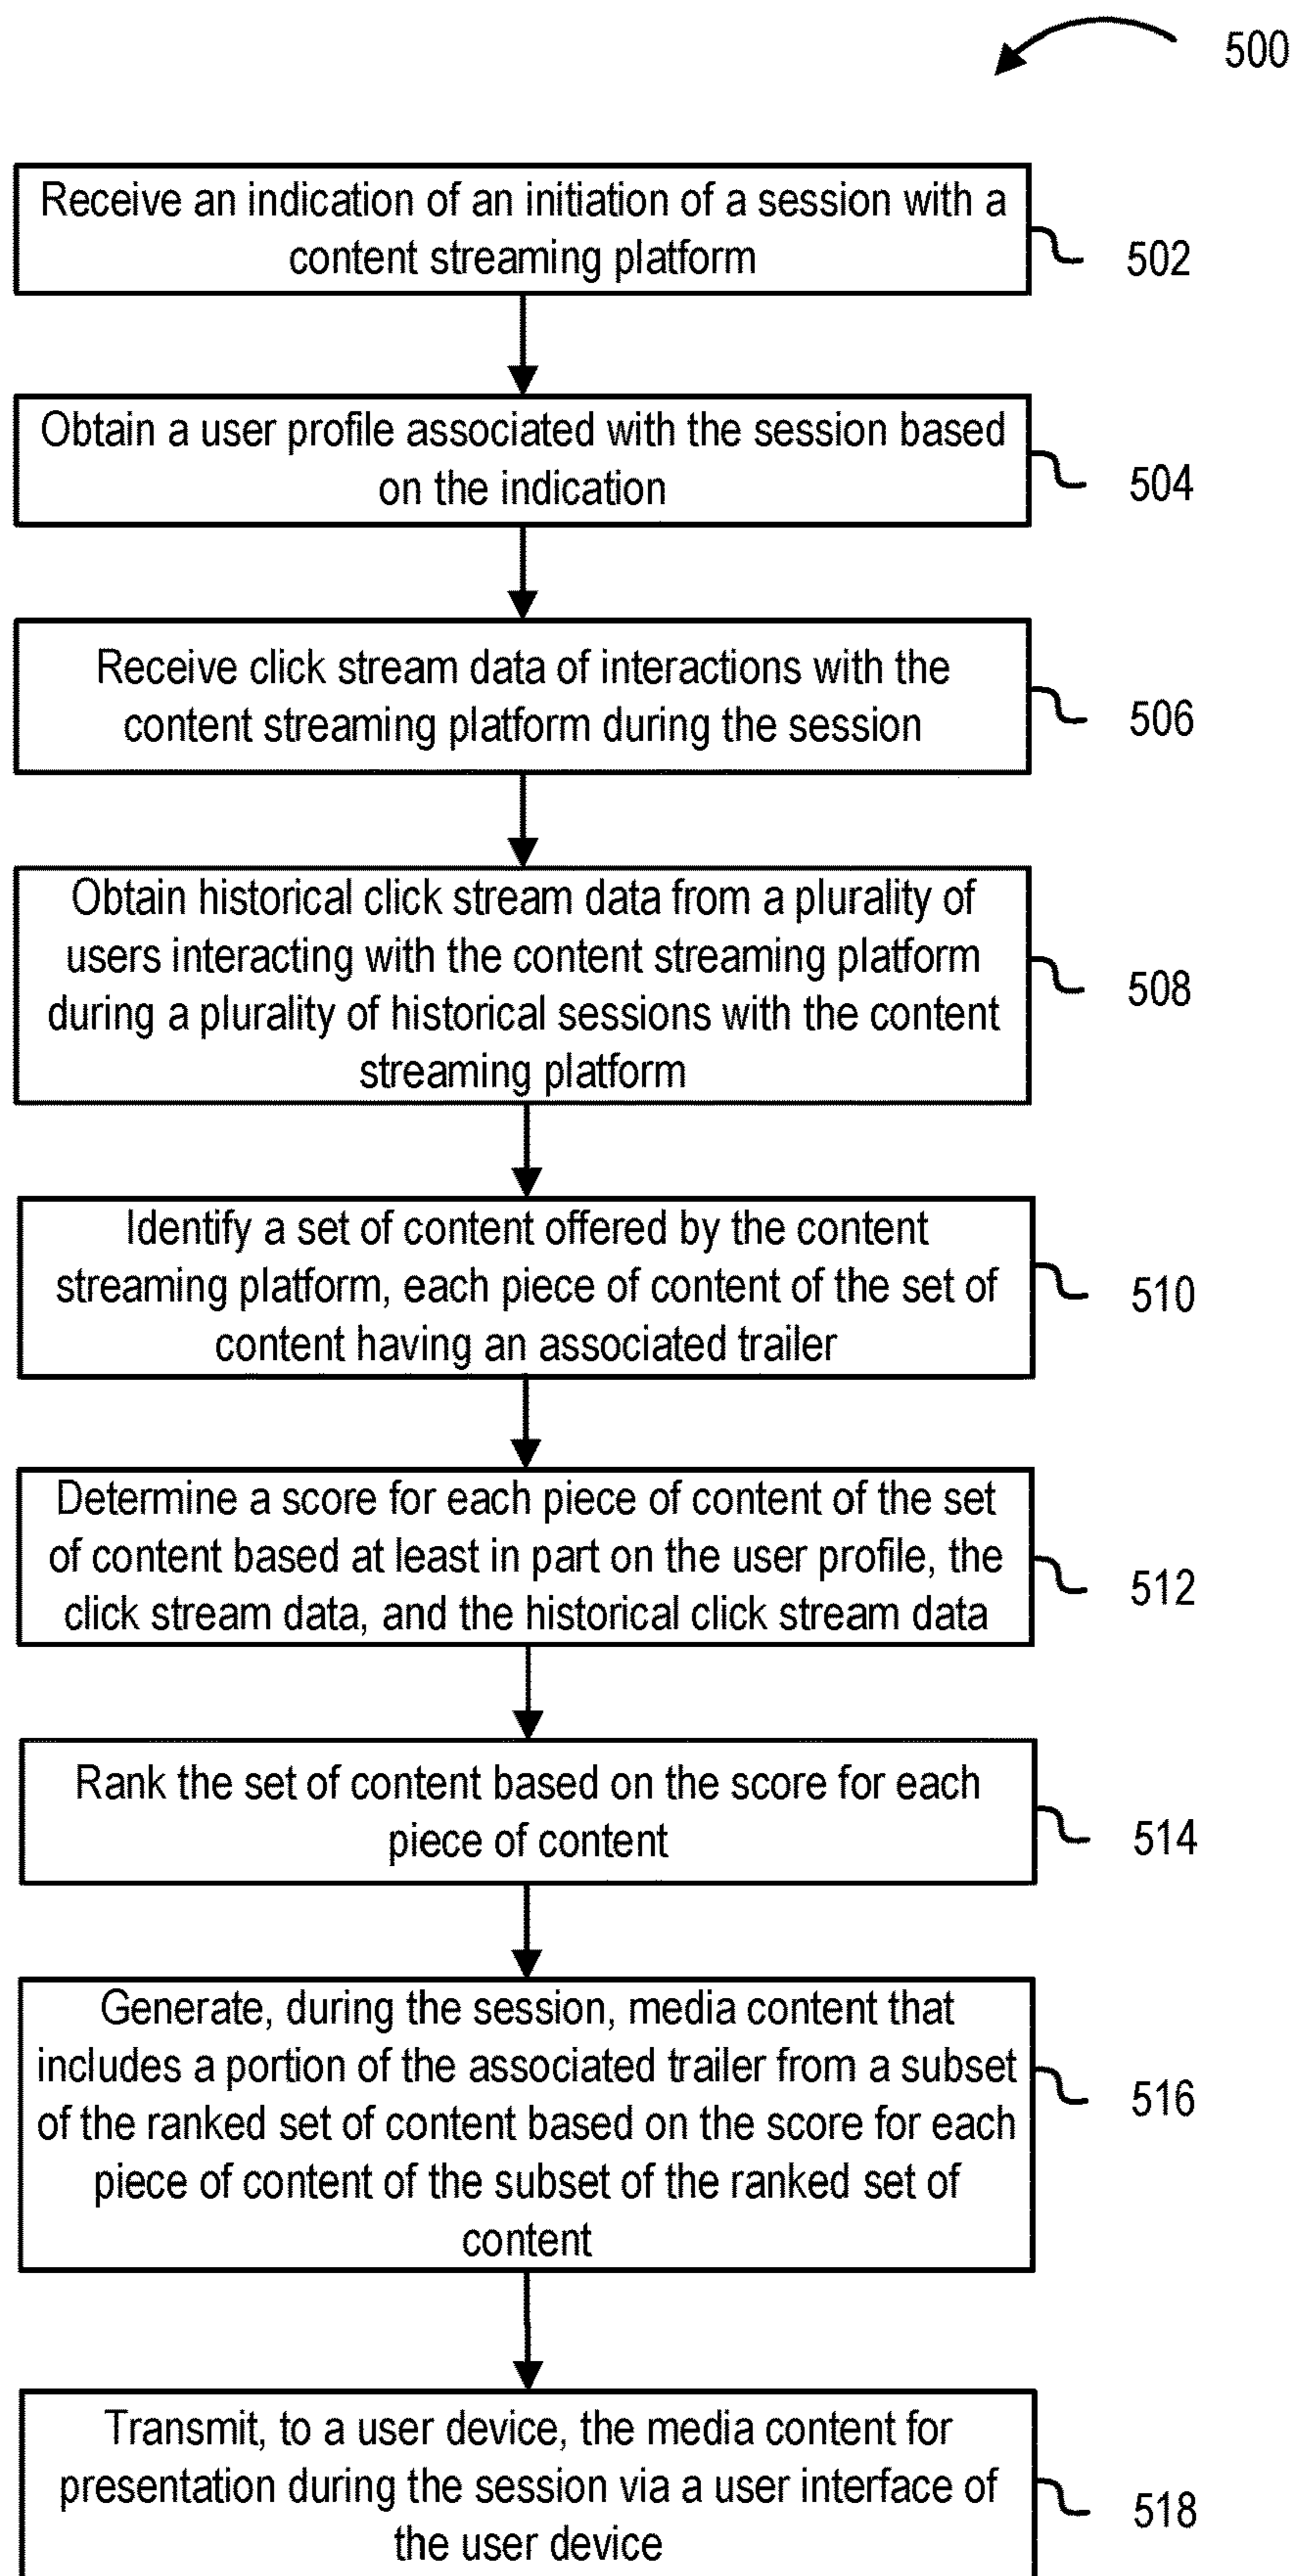 500
Receive an indication of an initiation of a session with a
content streaming platform
502
Obtain a user profile associated with the session based
on the indication
504
Receive click stream data of interactions with the
content streaming platform during the session
506
Obtain historical click stream data from a plurality of
users interacting with the content streaming platform
during a plurality of historical sessions with the content
streaming platform
508
Identify a set of content offered by the content
streaming platform, each piece of content of the set of
content having an associated trailer
510
Determine a score for each piece of content of the set
of content based at least in part on the user profile, the
click stream data, and the historical click stream data
512
Rank the set of content based on the score for each
piece of content
514
Generate, during the session, media content that
includes a portion of the associated trailer from a subset
of the ranked set of content based on the score for each
piece of content of the subset of the ranked set of
content
516
Transmit, to a user device, the media content for
presentation during the session via a user interface of
the user device
518